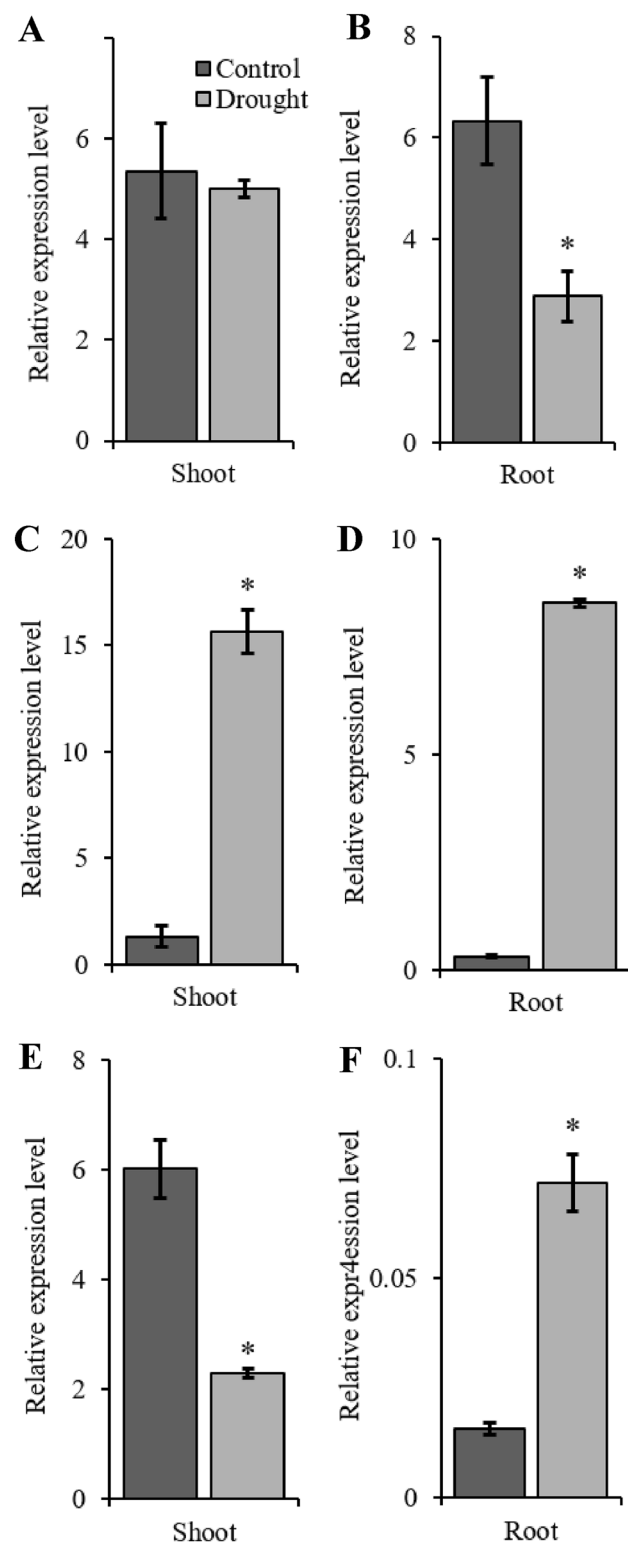 A
Relative expression level
6
4
2
0
Control
Drought
Shoot
B
Relative expression level
8
6
4
2
0
*
Root
C
Relative expression level
20
15
10
5
0
*
Shoot
D
Relative expression level
10
5
0
*
Root
E
Relative expression level
8
6
4
2
0
*
Shoot
F
Relative expr4ession level
0.1
0.05
0
*
Root